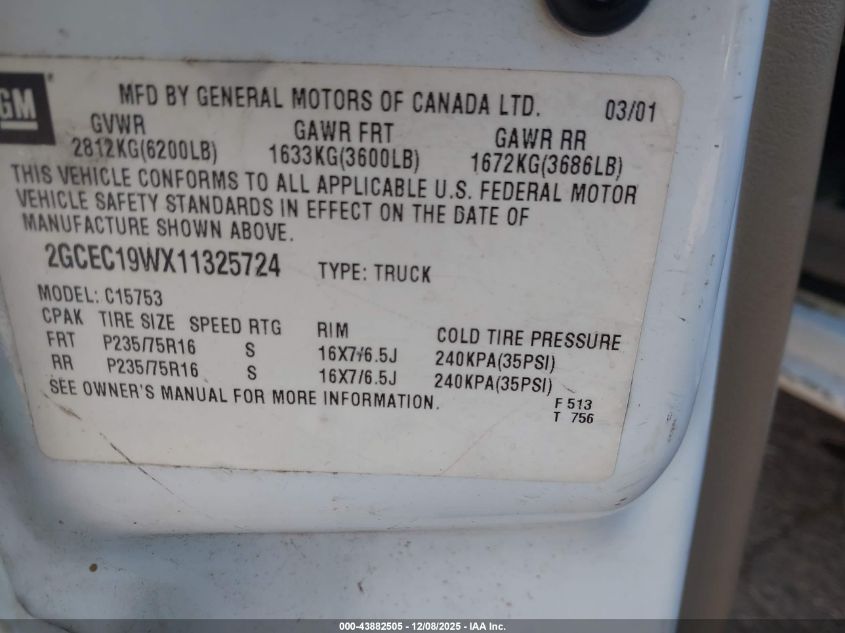 GM ®
MFD BY GENERAL MOTORS OF CANADA LTD. 03/01
GVWR GAWR FRT GAWR RR
2812KG(6200LB) 1633KG(3600LB) 1672KG(3686LB)
THIS VEHICLE CONFORMS TO ALL APPLICABLE U.S. FEDERAL MOTOR
VEHICLE SAFETY STANDARDS IN EFFECT ON THE DATE OF
MANUFACTURE SHOWN ABOVE.
2GCEC19WX11325724 TYPE: TRUCK
MODEL: C15753
CPAK TIRE SIZE SPEED RTG RIM COLD TIRE PRESSURE
FRT P235/75R16 S 16X7/6.5J 240KPA(35PSI)
RR P235/75R16 S 16X7/6.5J 240KPA(35PSI)
SEE OWNER'S MANUAL FOR MORE INFORMATION.
F 513
T 756
000-43882505 - 12/08/2025 - IAA Inc.